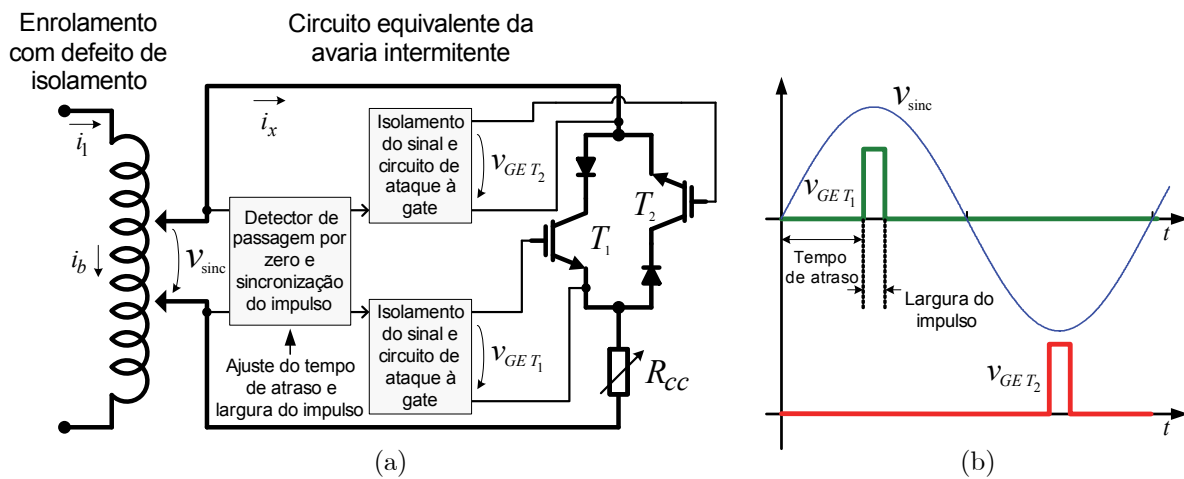 Enrolamento
com defeito de
isolamento
Circuito equivalente da
avaria intermitente
i1
ix
ib
vsinc
Isolamento
do sinal e
circuito de
ataque à
gate
vGE T2
Detector de
passagem por
zero e
sincronização
do impulso
T2
T1
Ajuste do tempo
de atraso e
largura do impulso
Isolamento
do sinal e
circuito de
ataque à
gate
vGE T1
RCC
(a)
vsinc
vGE T1
t
Tempo
de atraso
Largura do
impulso
vGE T2
t
(b)